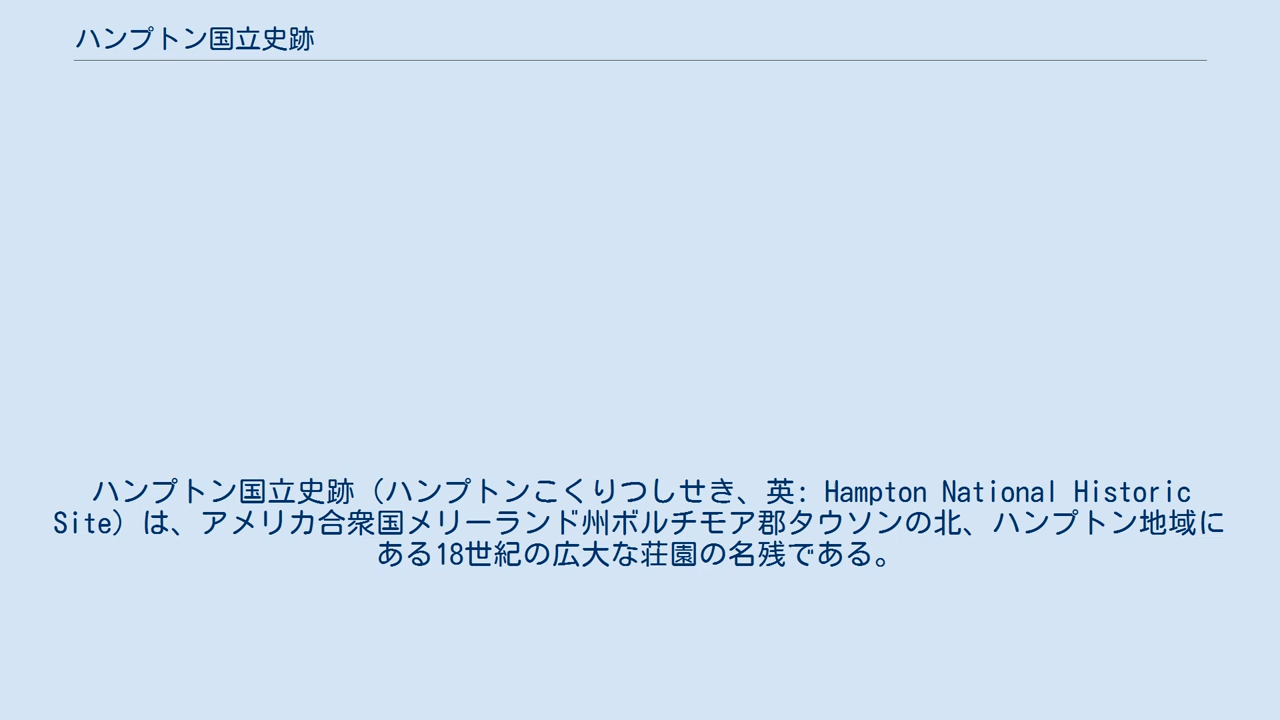 ハンプトン国立史跡
ハンプトン国立史跡（ハンプトンこくりつしせき、英: Hampton National Historic
Site）は、アメリカ合衆国メリーランド州ボルチモア郡タウソンの北、ハンプトン地域に
ある18世紀の広大な荘園の名残である。